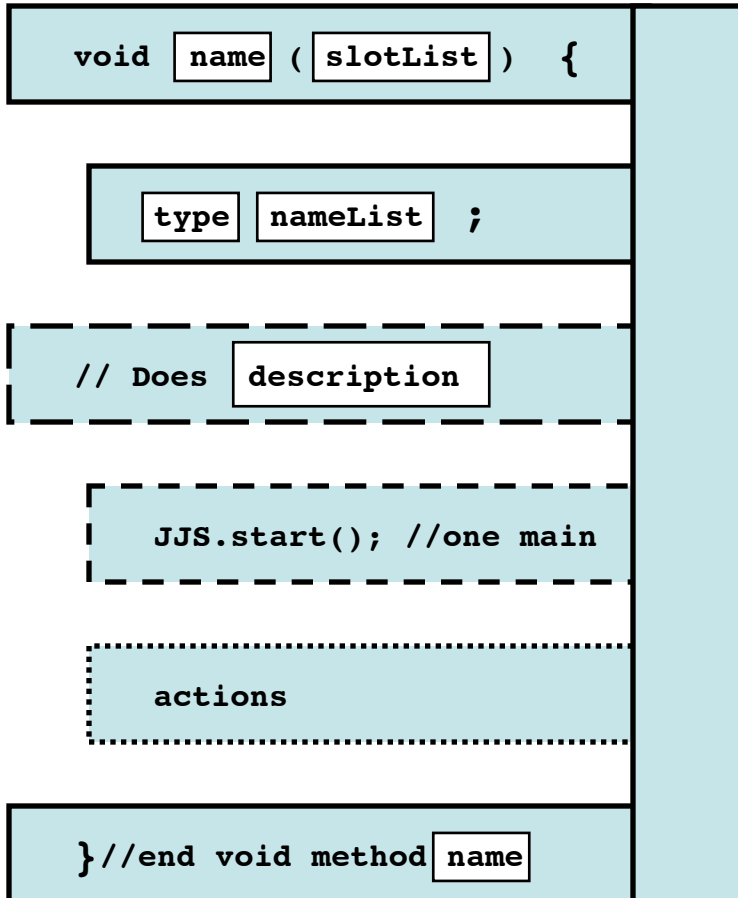 void name ( slotList ) {
type nameList ;
// Does description
JJS.start(); //one main
actions
}//end void method name